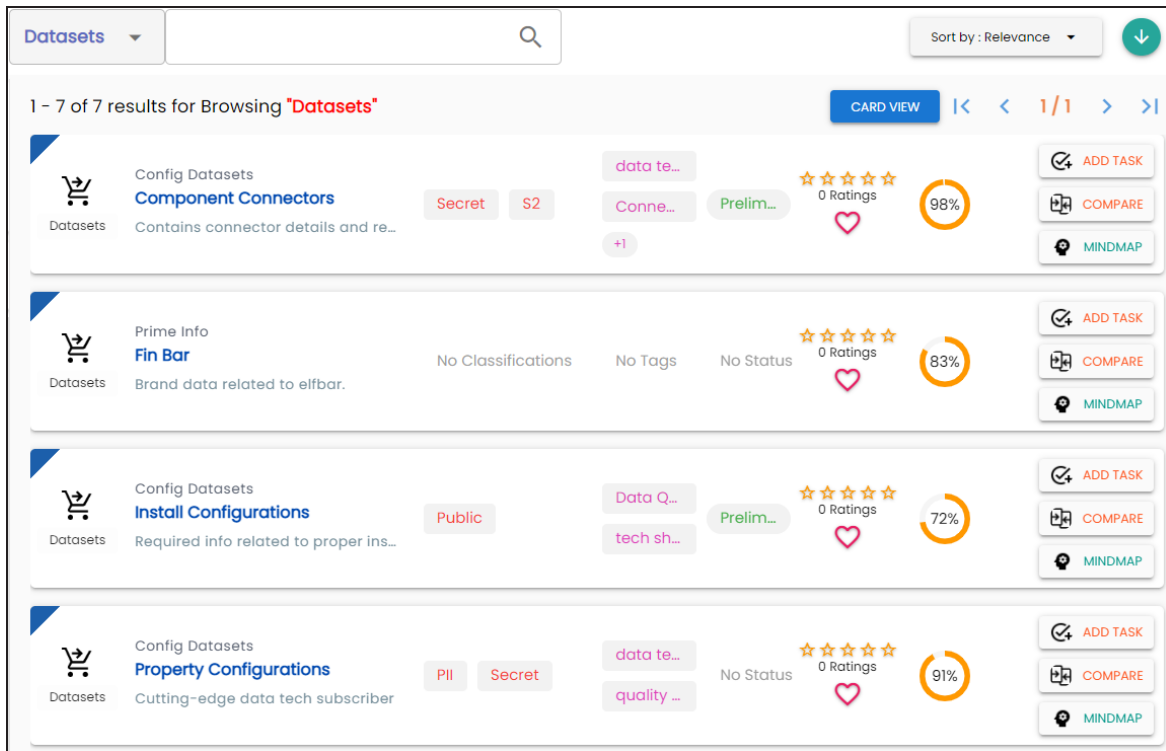 Datasets
Sort by : Relevance
1 - 7 of 7 results for Browsing "Datasets"
CARD VIEW
1/1
Datasets
Config Datasets
Component Connectors
Contains connector details and re...
Secret
S2
data te...
Conne...
+1
Prelim...
0 Ratings
98%
ADD TASK
COMPARE
MINDMAP
Datasets
Prime Info
Fin Bar
Brand data related to elfbar.
No Classifications
No Tags
No Status
0 Ratings
83%
ADD TASK
COMPARE
MINDMAP
Datasets
Config Datasets
Install Configurations
Required info related to proper ins...
Public
Data Q...
tech sh...
Prelim...
0 Ratings
72%
ADD TASK
COMPARE
MINDMAP
Datasets
Config Datasets
Property Configurations
Cutting-edge data tech subscriber
PII
Secret
data te...
quality ...
No Status
0 Ratings
91%
ADD TASK
COMPARE
MINDMAP